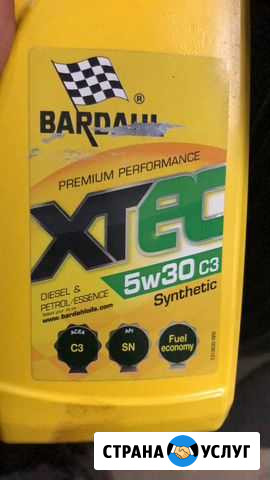 ®
BARDAHL
PREMIUM PERFORMANCE
XTEC
5w30 C3
Synthetic
DIESEL &
PETROL/ESSENCE
www.bardahloils.com
ACEA
C3
API
SN
Fuel
economy
СТРАНА УСЛУГ